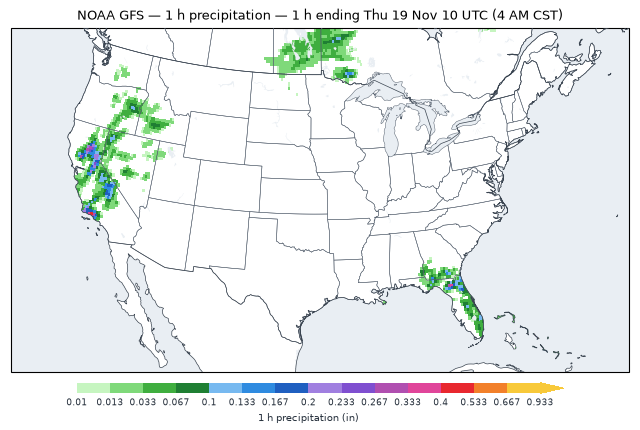 NOAA GFS — 1 h precipitation — 1 h ending Thu 19 Nov 10 UTC (4 AM CST)
0.01 0.013 0.033 0.067 0.1 0.133 0.167 0.2 0.233 0.267 0.333 0.4 0.533 0.667 0.933
1 h precipitation (in)